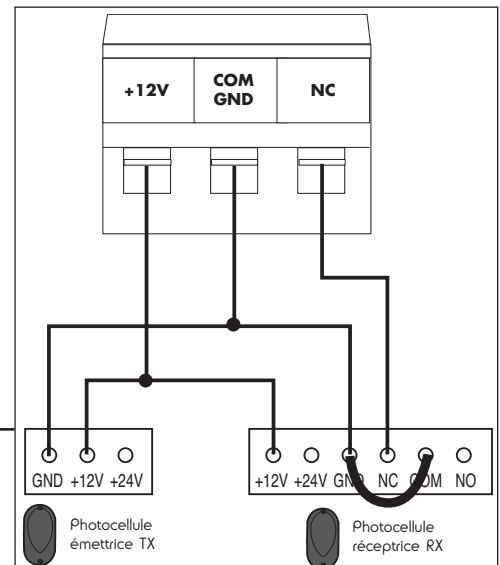 +12V COM GND NC
GND +12V +24V
+12V +24V GND NC COM NO
Photocellule
émettrice TX
Photocellule
réceptrice RX